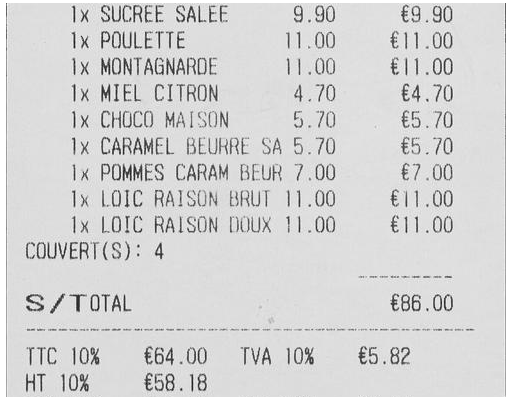 1x SUCREE SALEE 9.90 €9.90
1x POULETTE 11.00 €11.00
1x MONTAGNARDE 11.00 €11.00
1x MIEL CITRON 4.70 €4.70
1x CHOCO MAISON 5.70 €5.70
1x CARAMEL BEURRE SA 5.70 €5.70
1x POMMES CARAM BEUR 7.00 €7.00
1x LOIC RAISON BRUT 11.00 €11.00
1x LOIC RAISON DOUX 11.00 €11.00
COUVERT(S): 4
S/TOTAL €86.00
TTC 10% €64.00 TVA 10% €5.82
HT 10% €58.18